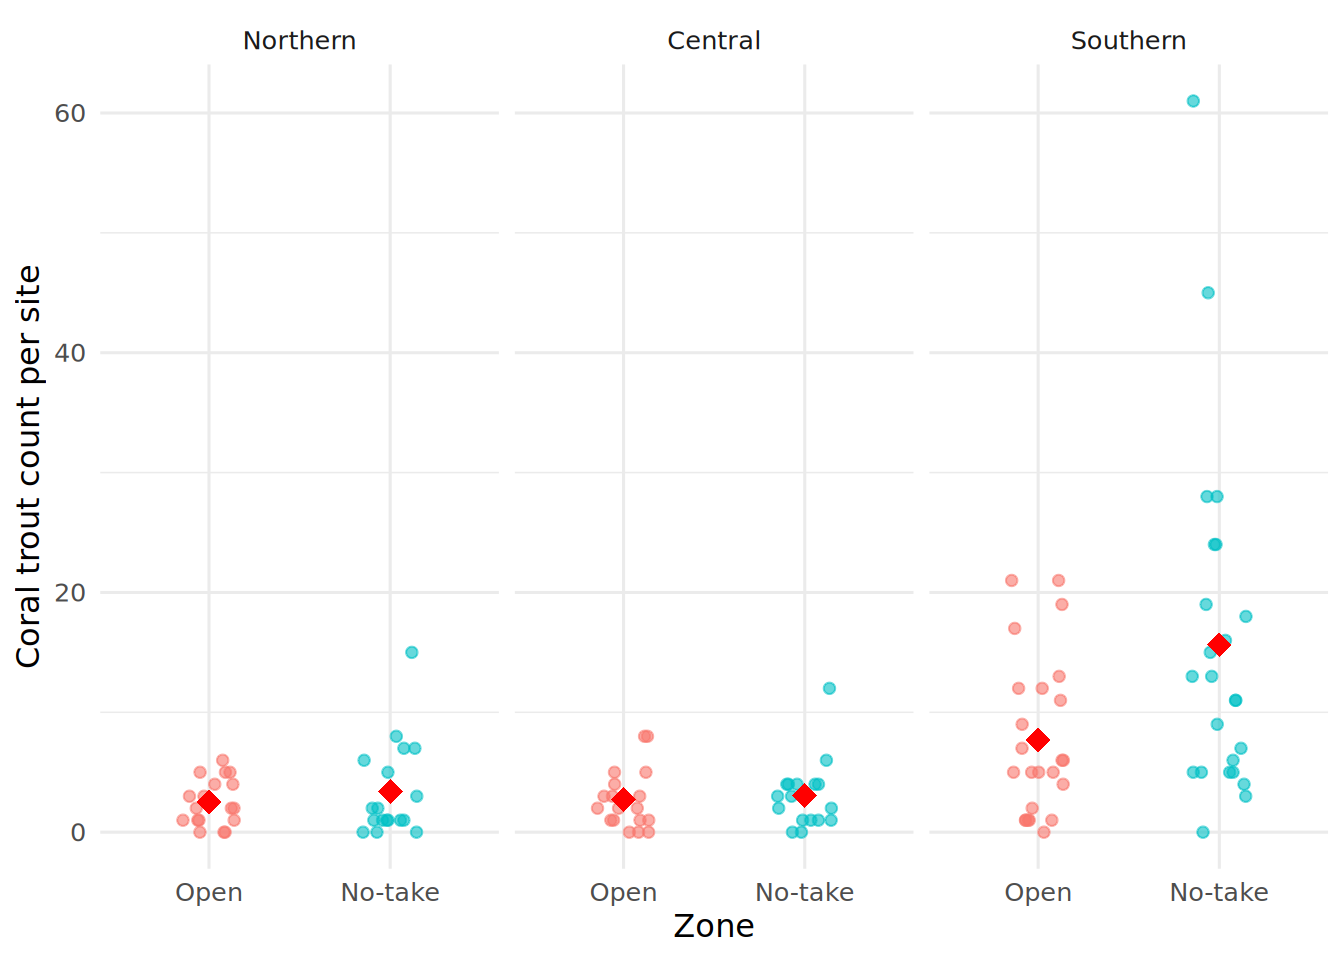 Northern
Central
Southern
Coral trout count per site
60
40
20
0
Open
No-take
Open
No-take
Open
No-take
Zone